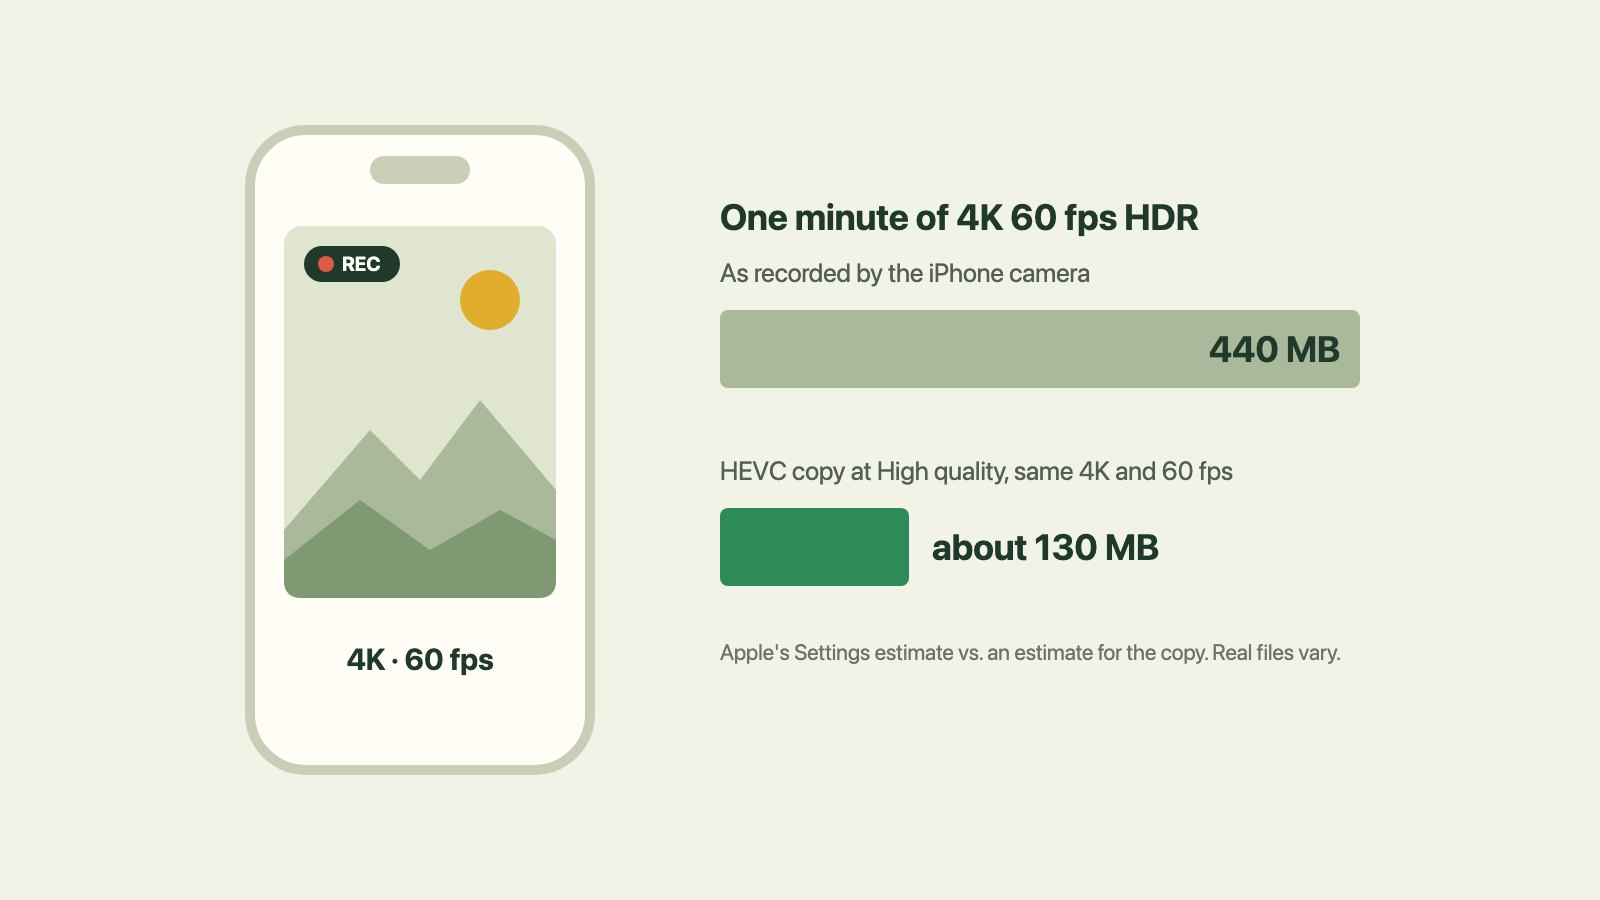 REC
4K · 60 fps
One minute of 4K 60 fps HDR
As recorded by the iPhone camera
440 MB
HEVC copy at High quality, same 4K and 60 fps
about 130 MB
Apple's Settings estimate vs. an estimate for the copy. Real files vary.